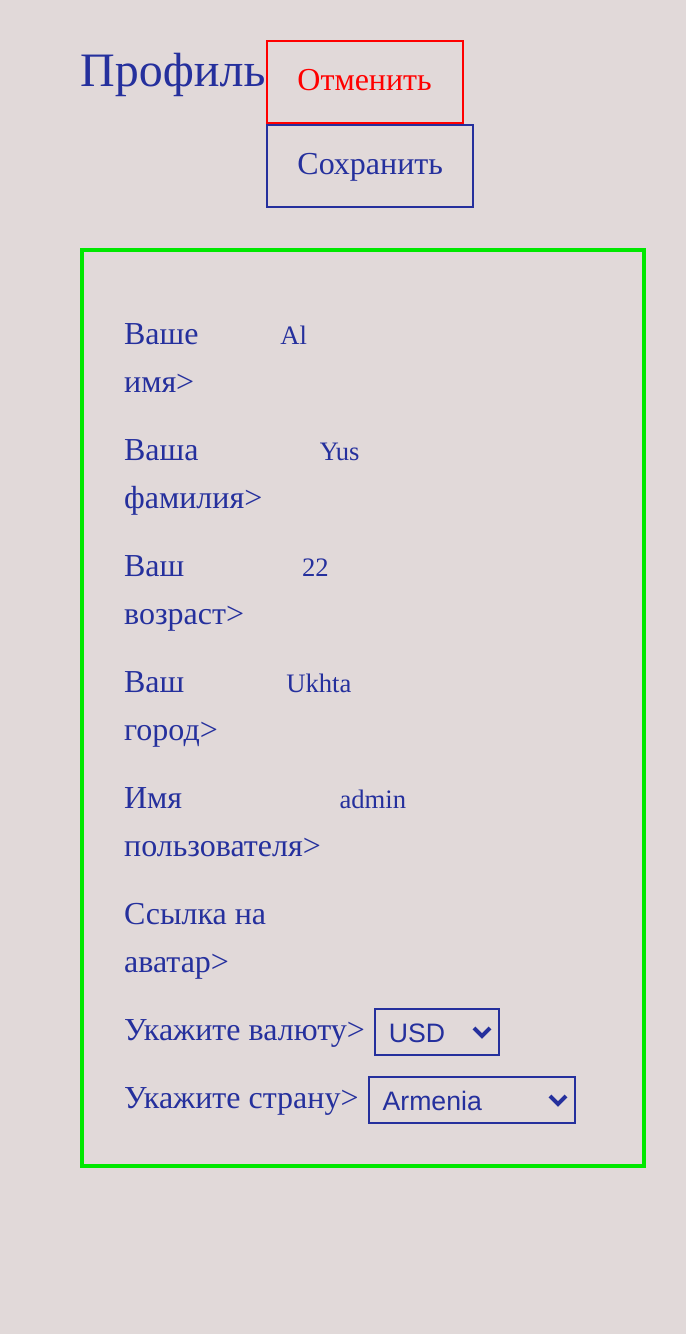 Профиль
Отменить
Сохранить
Ваше Al
имя>
Ваша Yus
фамилия>
Ваш 22
возраст>
Ваш Ukhta
город>
Имя admin
пользователя>
Ссылка на
аватар>
Укажите валюту> USD
Укажите страну> Armenia